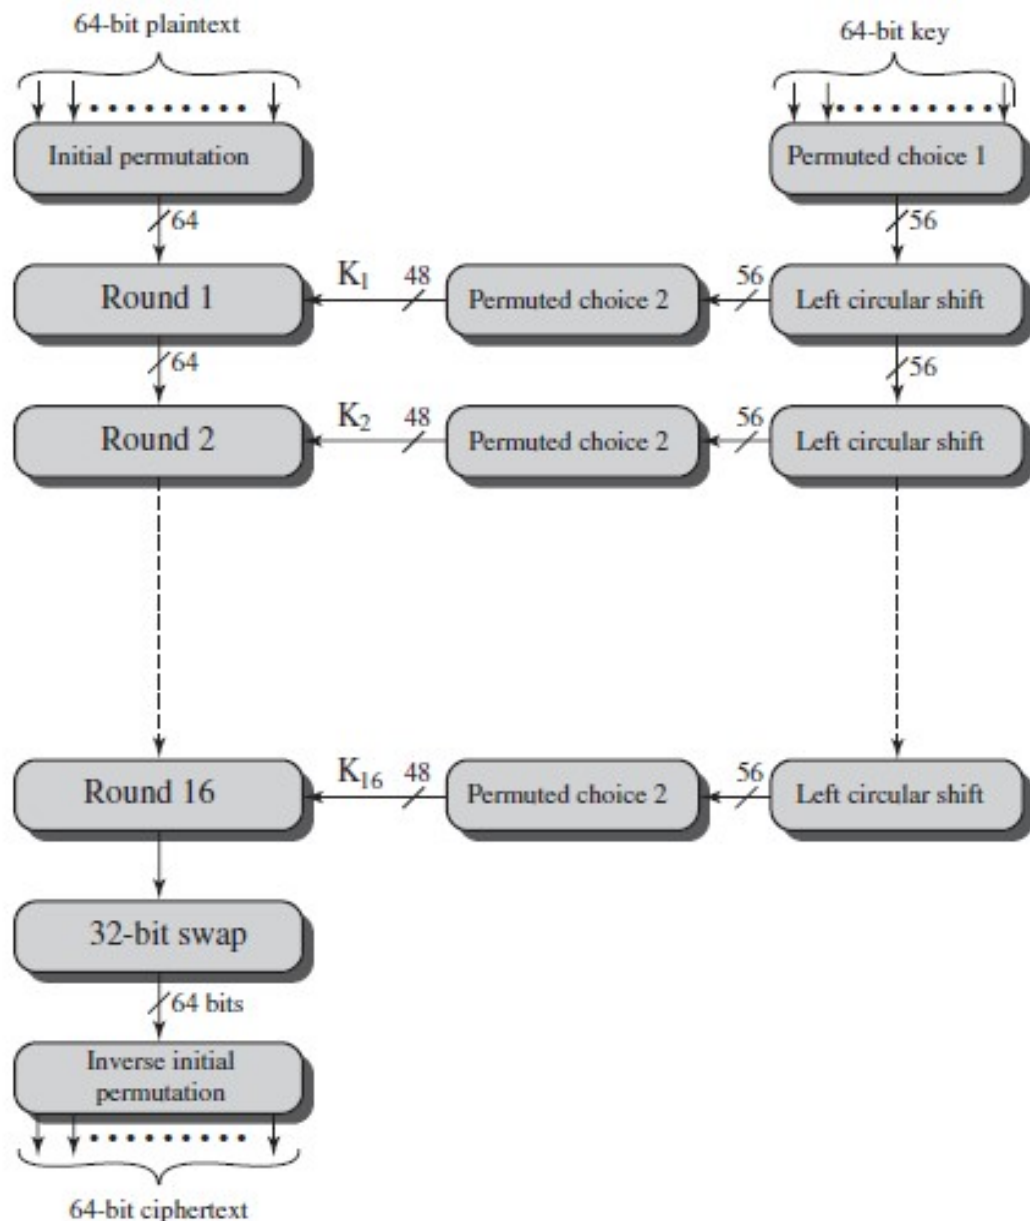 64-bit plaintext
64-bit key
Initial permutation
Permuted choice 1
64
56
Round 1
K1
48
Permuted choice 2
56
Left circular shift
64
56
Round 2
K2
48
Permuted choice 2
56
Left circular shift
Round 16
K16
48
Permuted choice 2
56
Left circular shift
32-bit swap
64 bits
Inverse initial
permutation
64-bit ciphertext